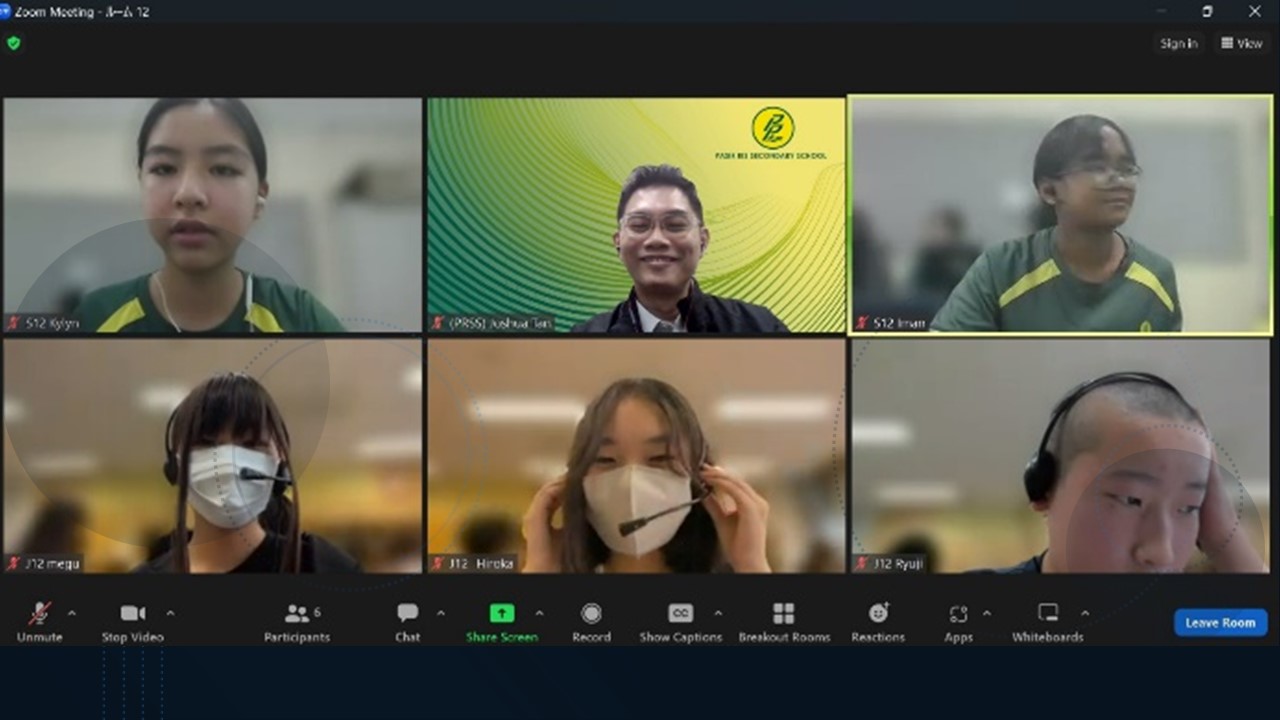 Zoom Meeting - ルーム 12
Sign in
View
PASIR RIS SECONDARY SCHOOL
S12 Kylyn
(PRSS) Joshua Tan
S12 Iman
J12 megu
J12 Hiroka
J12 Ryuji
6
CC
Unmute
Stop Video
Participants
Chat
Share Screen
Record
Show Captions
Breakout Rooms
Reactions
Apps
Whiteboards
Leave Room